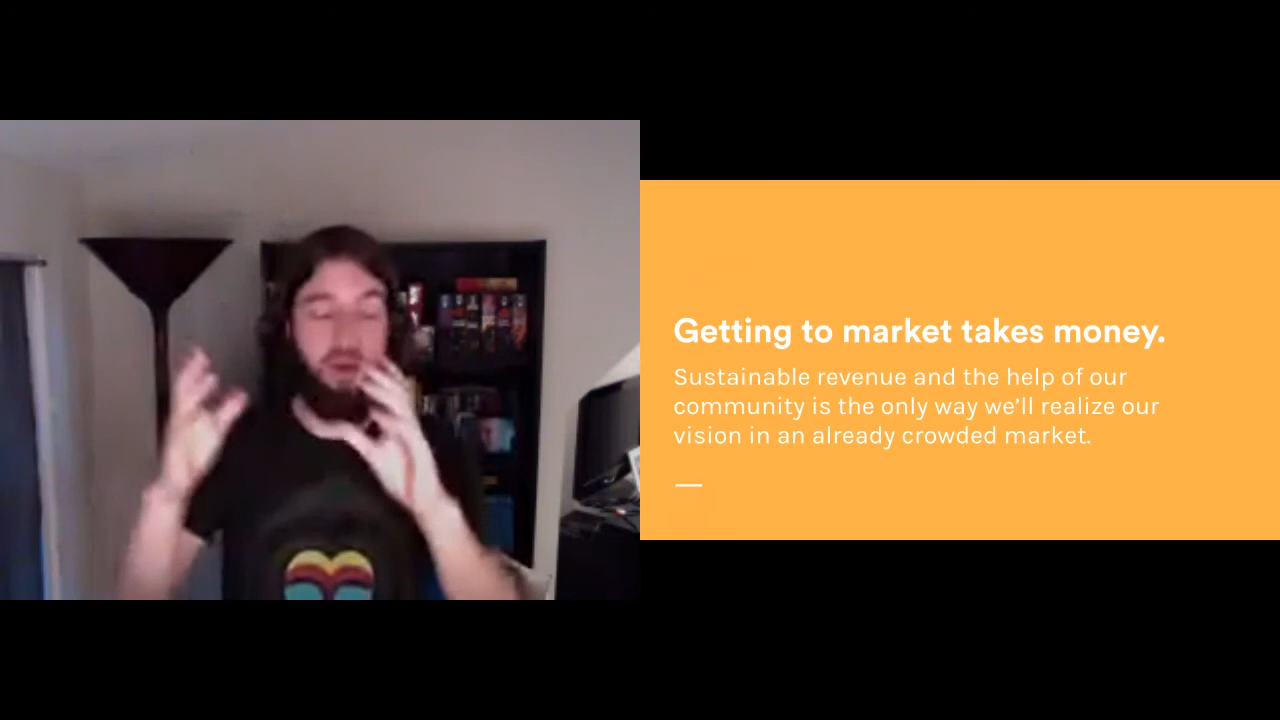 Getting to market takes money.
Sustainable revenue and the help of our
community is the only way we’ll realize our
vision in an already crowded market.